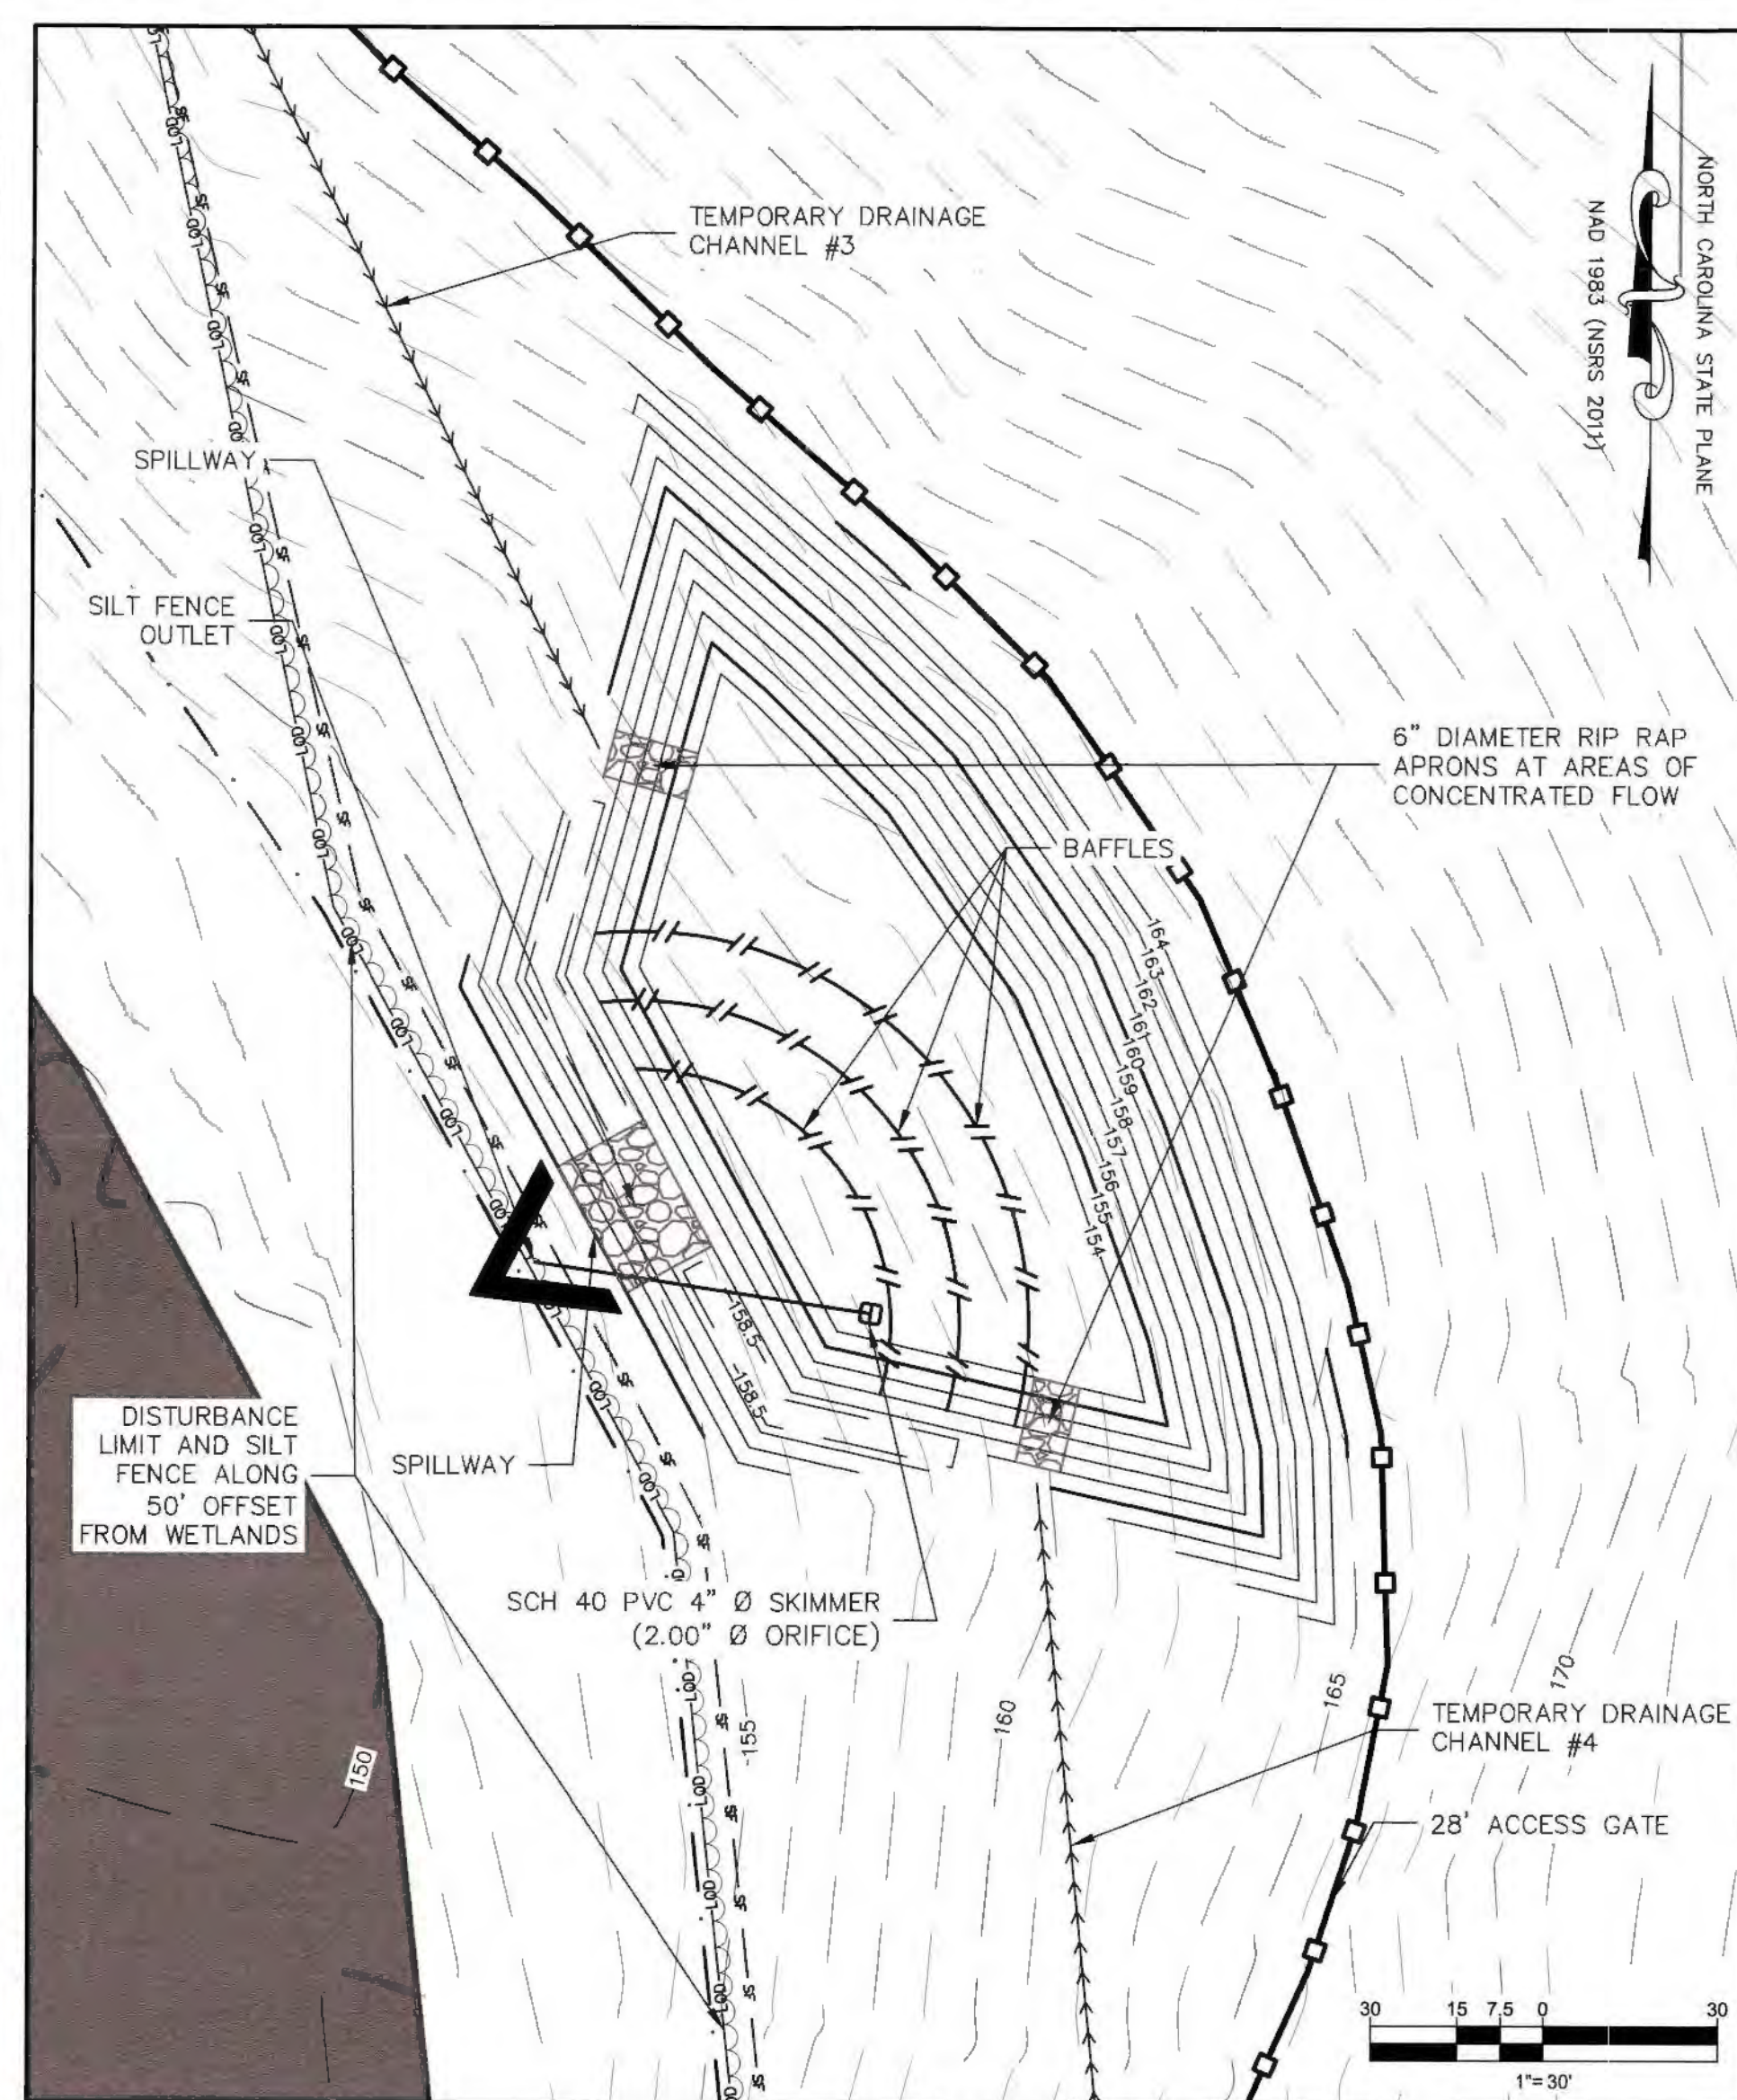 TEMPORARY DRAINAGE
CHANNEL #3
NORTH CAROLINA STATE PLANE
NAD 1983 (NSRS 2011)
SPILLWAY
SILT FENCE
OUTLET
6" DIAMETER RIP RAP
APRONS AT AREAS OF
CONCENTRATED FLOW
BAFFLES
164
163
162
161
160
159
158
157
156
155
154
158.5
158.5
DISTURBANCE
LIMIT AND SILT
FENCE ALONG
50' OFFSET
FROM WETLANDS
SPILLWAY
SCH 40 PVC 4" Ø SKIMMER
(2.00" Ø ORIFICE)
150
155
160
165
170
TEMPORARY DRAINAGE
CHANNEL #4
28' ACCESS GATE
LOD
SF
30 15 7.5 0 30
1"=30'